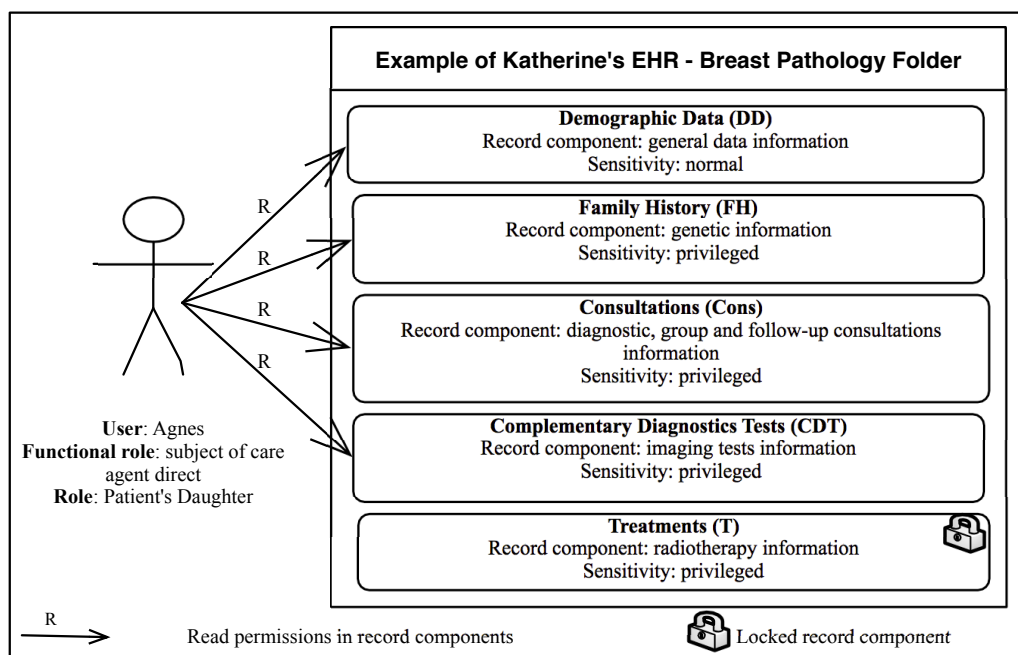 Example of Katherine's EHR - Breast Pathology Folder
Demographic Data (DD)
Record component: general data information
Sensitivity: normal
R
Family History (FH)
Record component: genetic information
Sensitivity: privileged
R
Consultations (Cons)
Record component: diagnostic, group and follow-up consultations
information
Sensitivity: privileged
R
Complementary Diagnostics Tests (CDT)
Record component: imaging tests information
Sensitivity: privileged
R
Treatments (T)
Record component: radiotherapy information
Sensitivity: privileged
User: Agnes
Functional role: subject of care
agent direct
Role: Patient's Daughter
R
Read permissions in record components
Locked record component